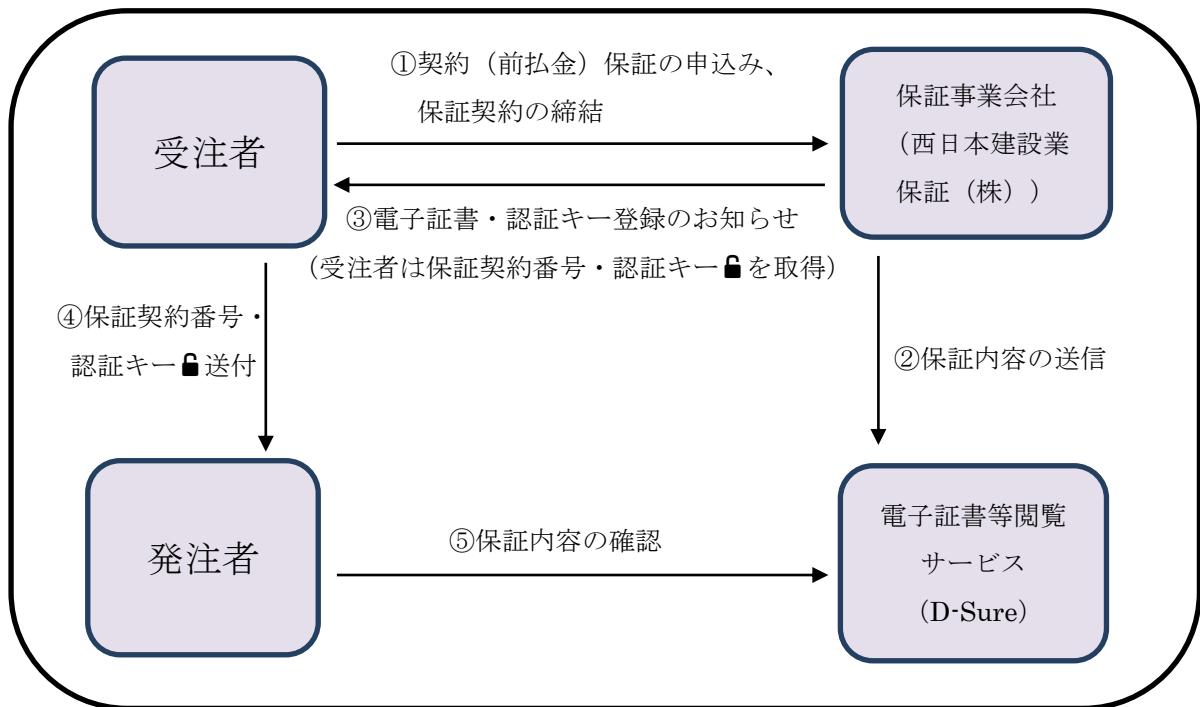 ①契約（前払金）保証の申込み、
保証契約の締結
受注者
保証事業会社
（西日本建設業
保証（株））
③電子証書・認証キー登録のお知らせ
（受注者は保証契約番号・認証キー🔓を取得）
④保証契約番号・
認証キー🔓送付
②保証内容の送信
発注者
⑤保証内容の確認
電子証書等閲覧
サービス
（D-Sure）